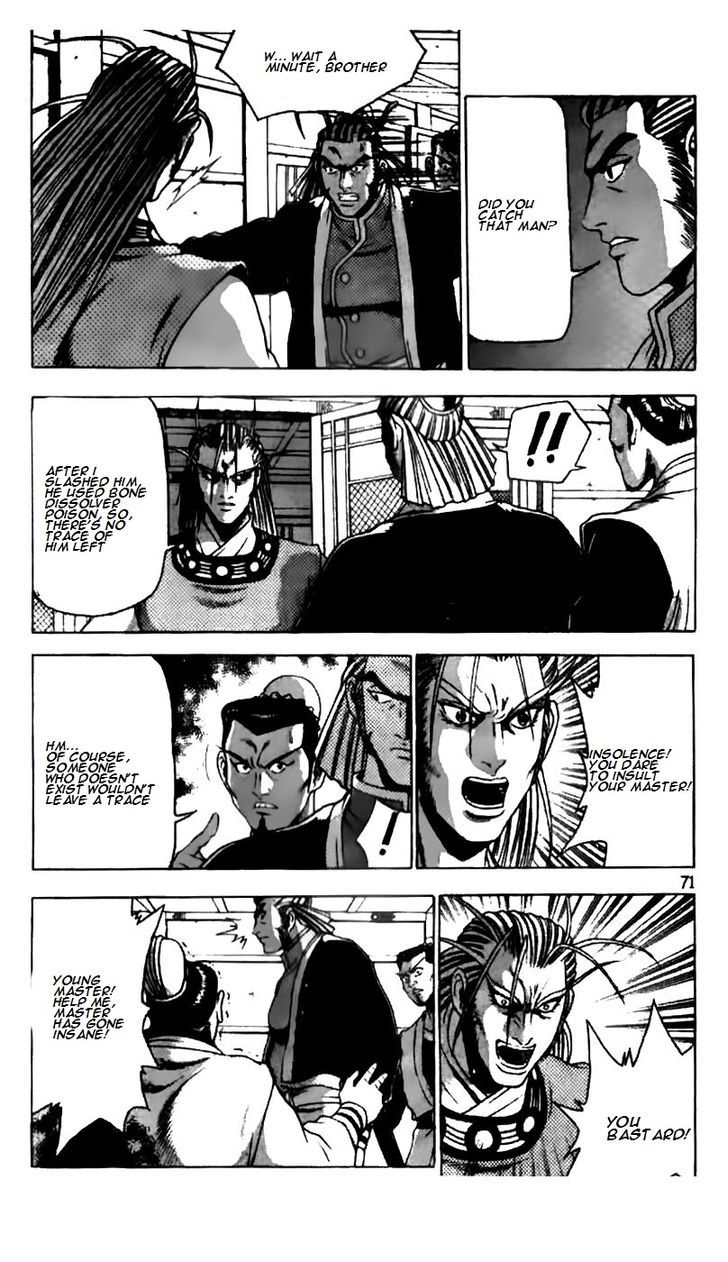 W... WAIT A
MINUTE, BROTHER
DID YOU
CATCH
THAT MAN?
!!
AFTER I
SLASHED HIM,
HE USED BONE
DISSOLVER
POISON. SO,
THERE'S NO
TRACE OF
HIM LEFT
HM...
OF COURSE,
SOMEONE
WHO DOESN'T
EXIST WOULDN'T
LEAVE A TRACE
!!
INSOLENCE!
YOU DARE
TO INSULT
YOUR MASTER!
71
YOUNG
MASTER!
HELP ME,
MASTER
HAS GONE
INSANE!
YOU
BASTARD!